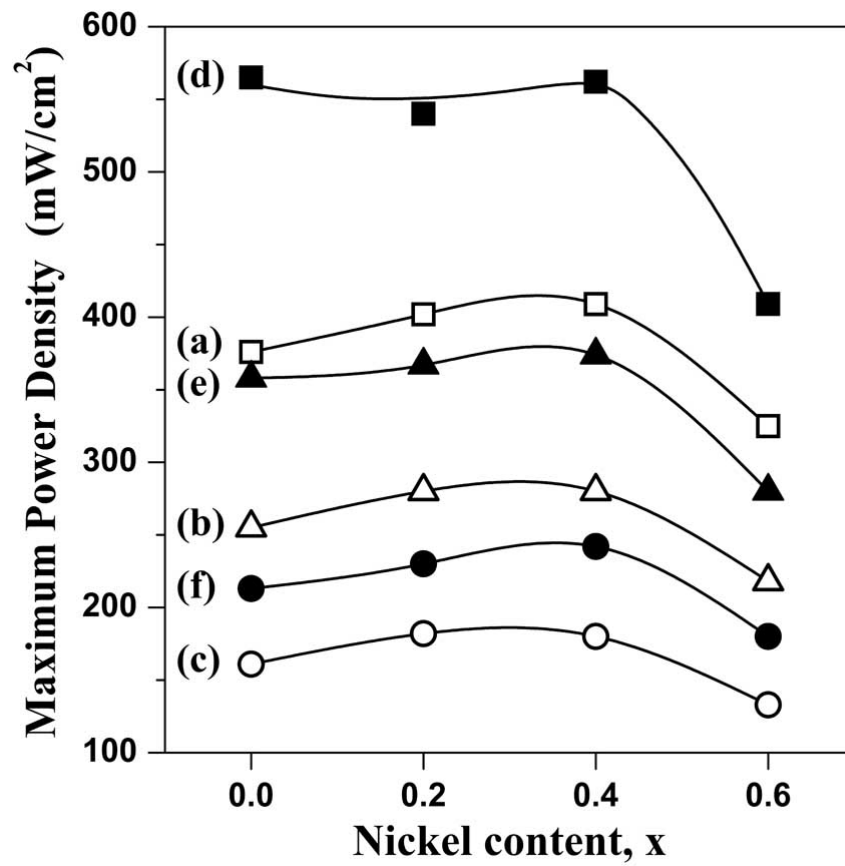 600
500
400
300
200
100
Maximum Power Density (mW/cm²)
(d)
(a)
(e)
(b)
(f)
(c)
0.0 0.2 0.4 0.6
Nickel content, x